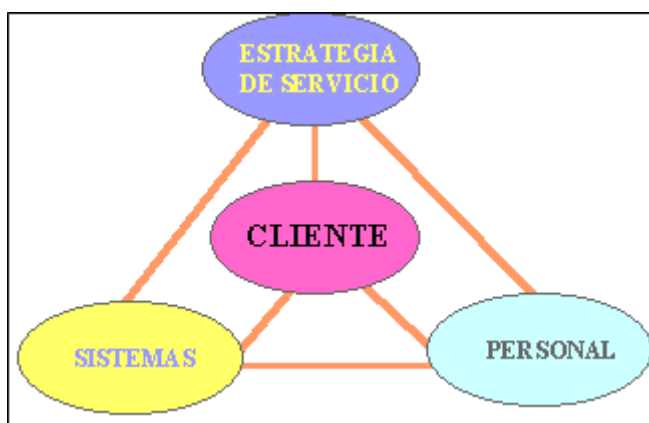 ESTRATEGIA
DE SERVICIO
CLIENTE
SISTEMAS
PERSONAL